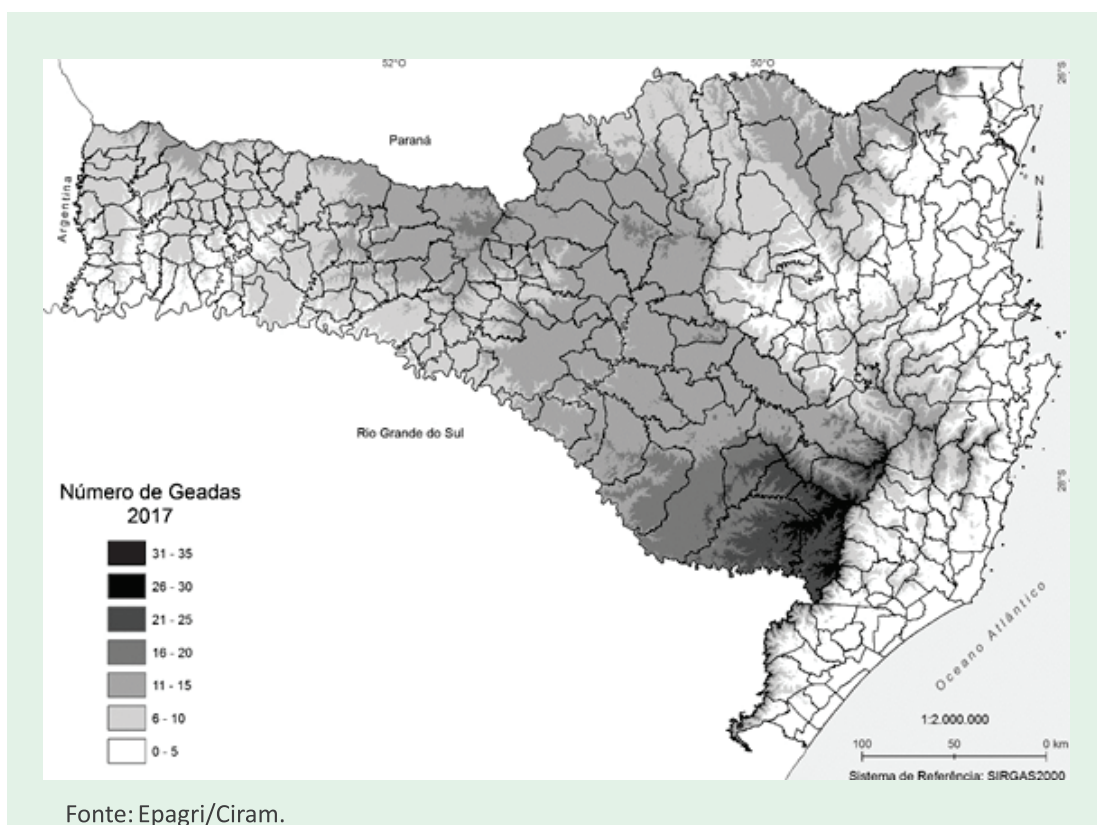 52°O
50°O
26°S
Paraná
Argentina
N
Rio Grande do Sul
28°S
Número de Geadas
2017
31 - 35
26 - 30
21 - 25
16 - 20
11 - 15
6 - 10
0 - 5
Oceano Atlântico
1:2.000.000
100 50 0 km
Sistema de Referência: SIRGAS2000
Fonte: Epagri/Ciram.